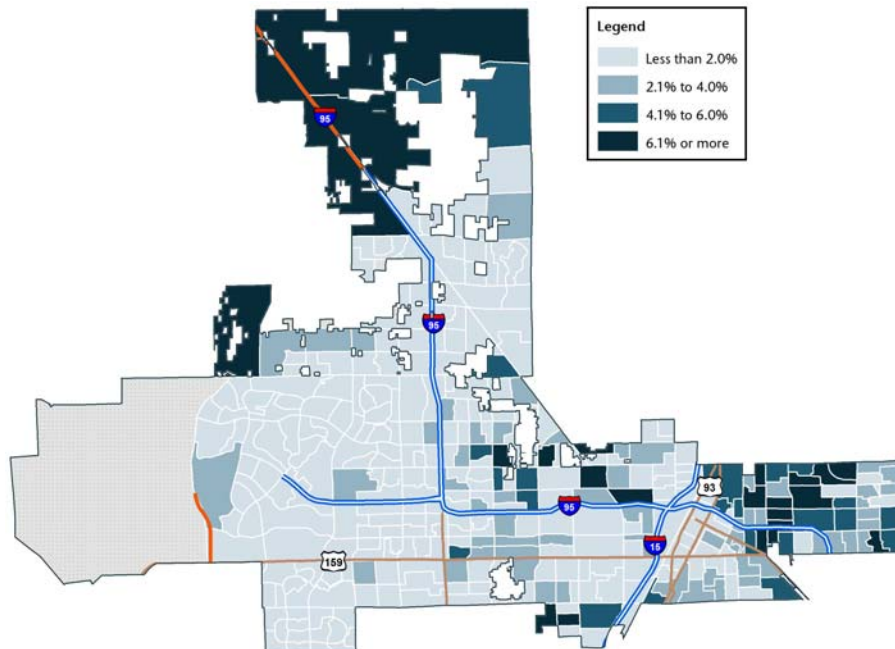 Legend
Less than 2.0%
2.1% to 4.0%
4.1% to 6.0%
6.1% or more
95
95
93
95
15
159